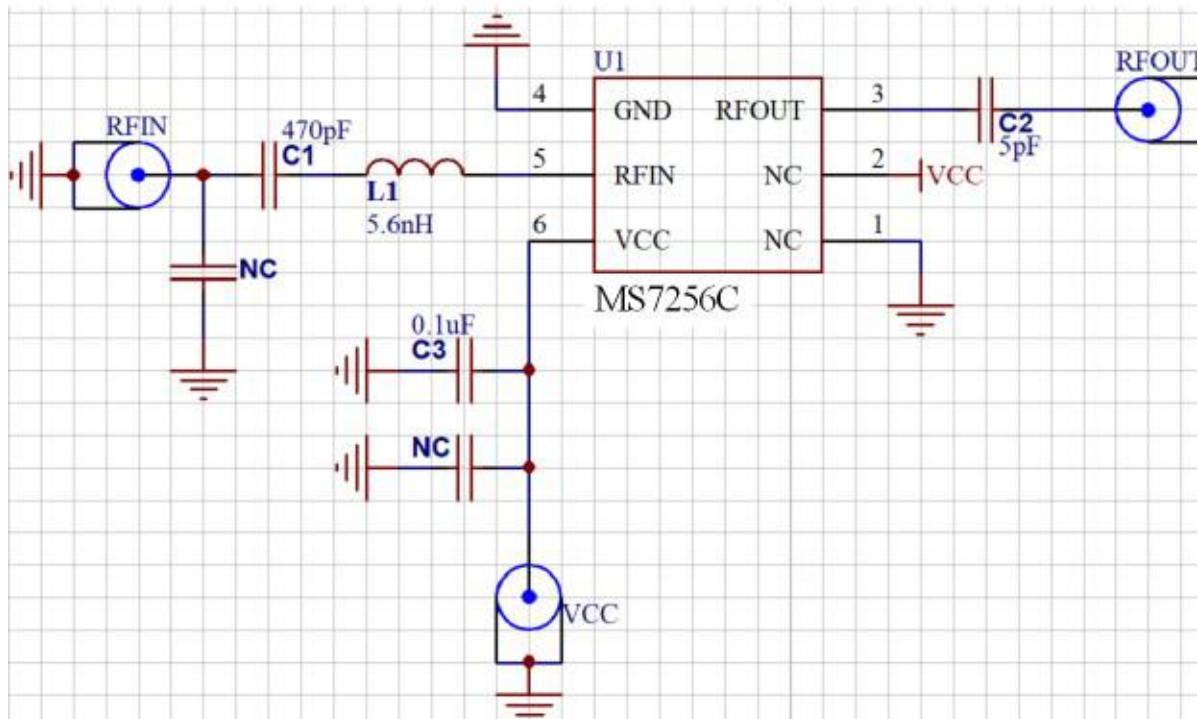 U1
RFOUT
4
GND
RFOUT
3
RFIN
470pF
C1
C2
5pF
5
RFIN
NC
2
VCC
L1
5.6nH
6
VCC
NC
1
NC
MS7256C
0.1uF
C3
NC
VCC